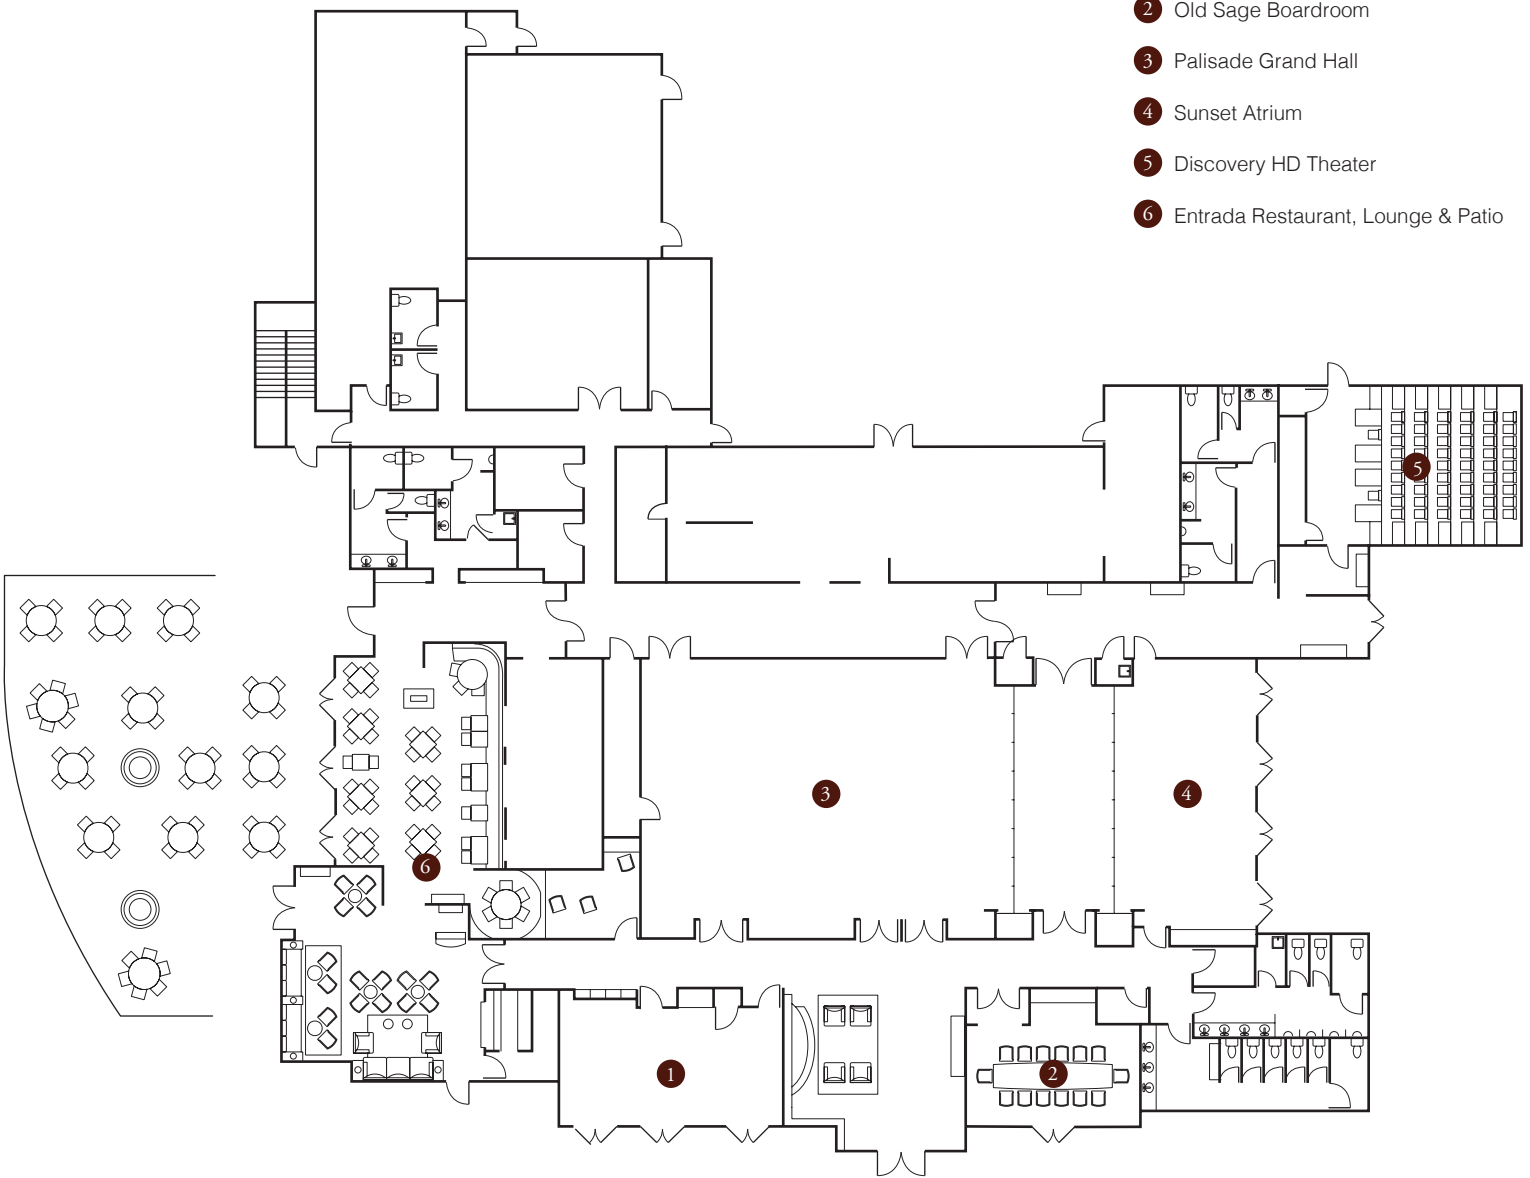 2 Old Sage Boardroom
3 Palisade Grand Hall
4 Sunset Atrium
5 Discovery HD Theater
6 Entrada Restaurant, Lounge & Patio
5
3
4
6
1
2